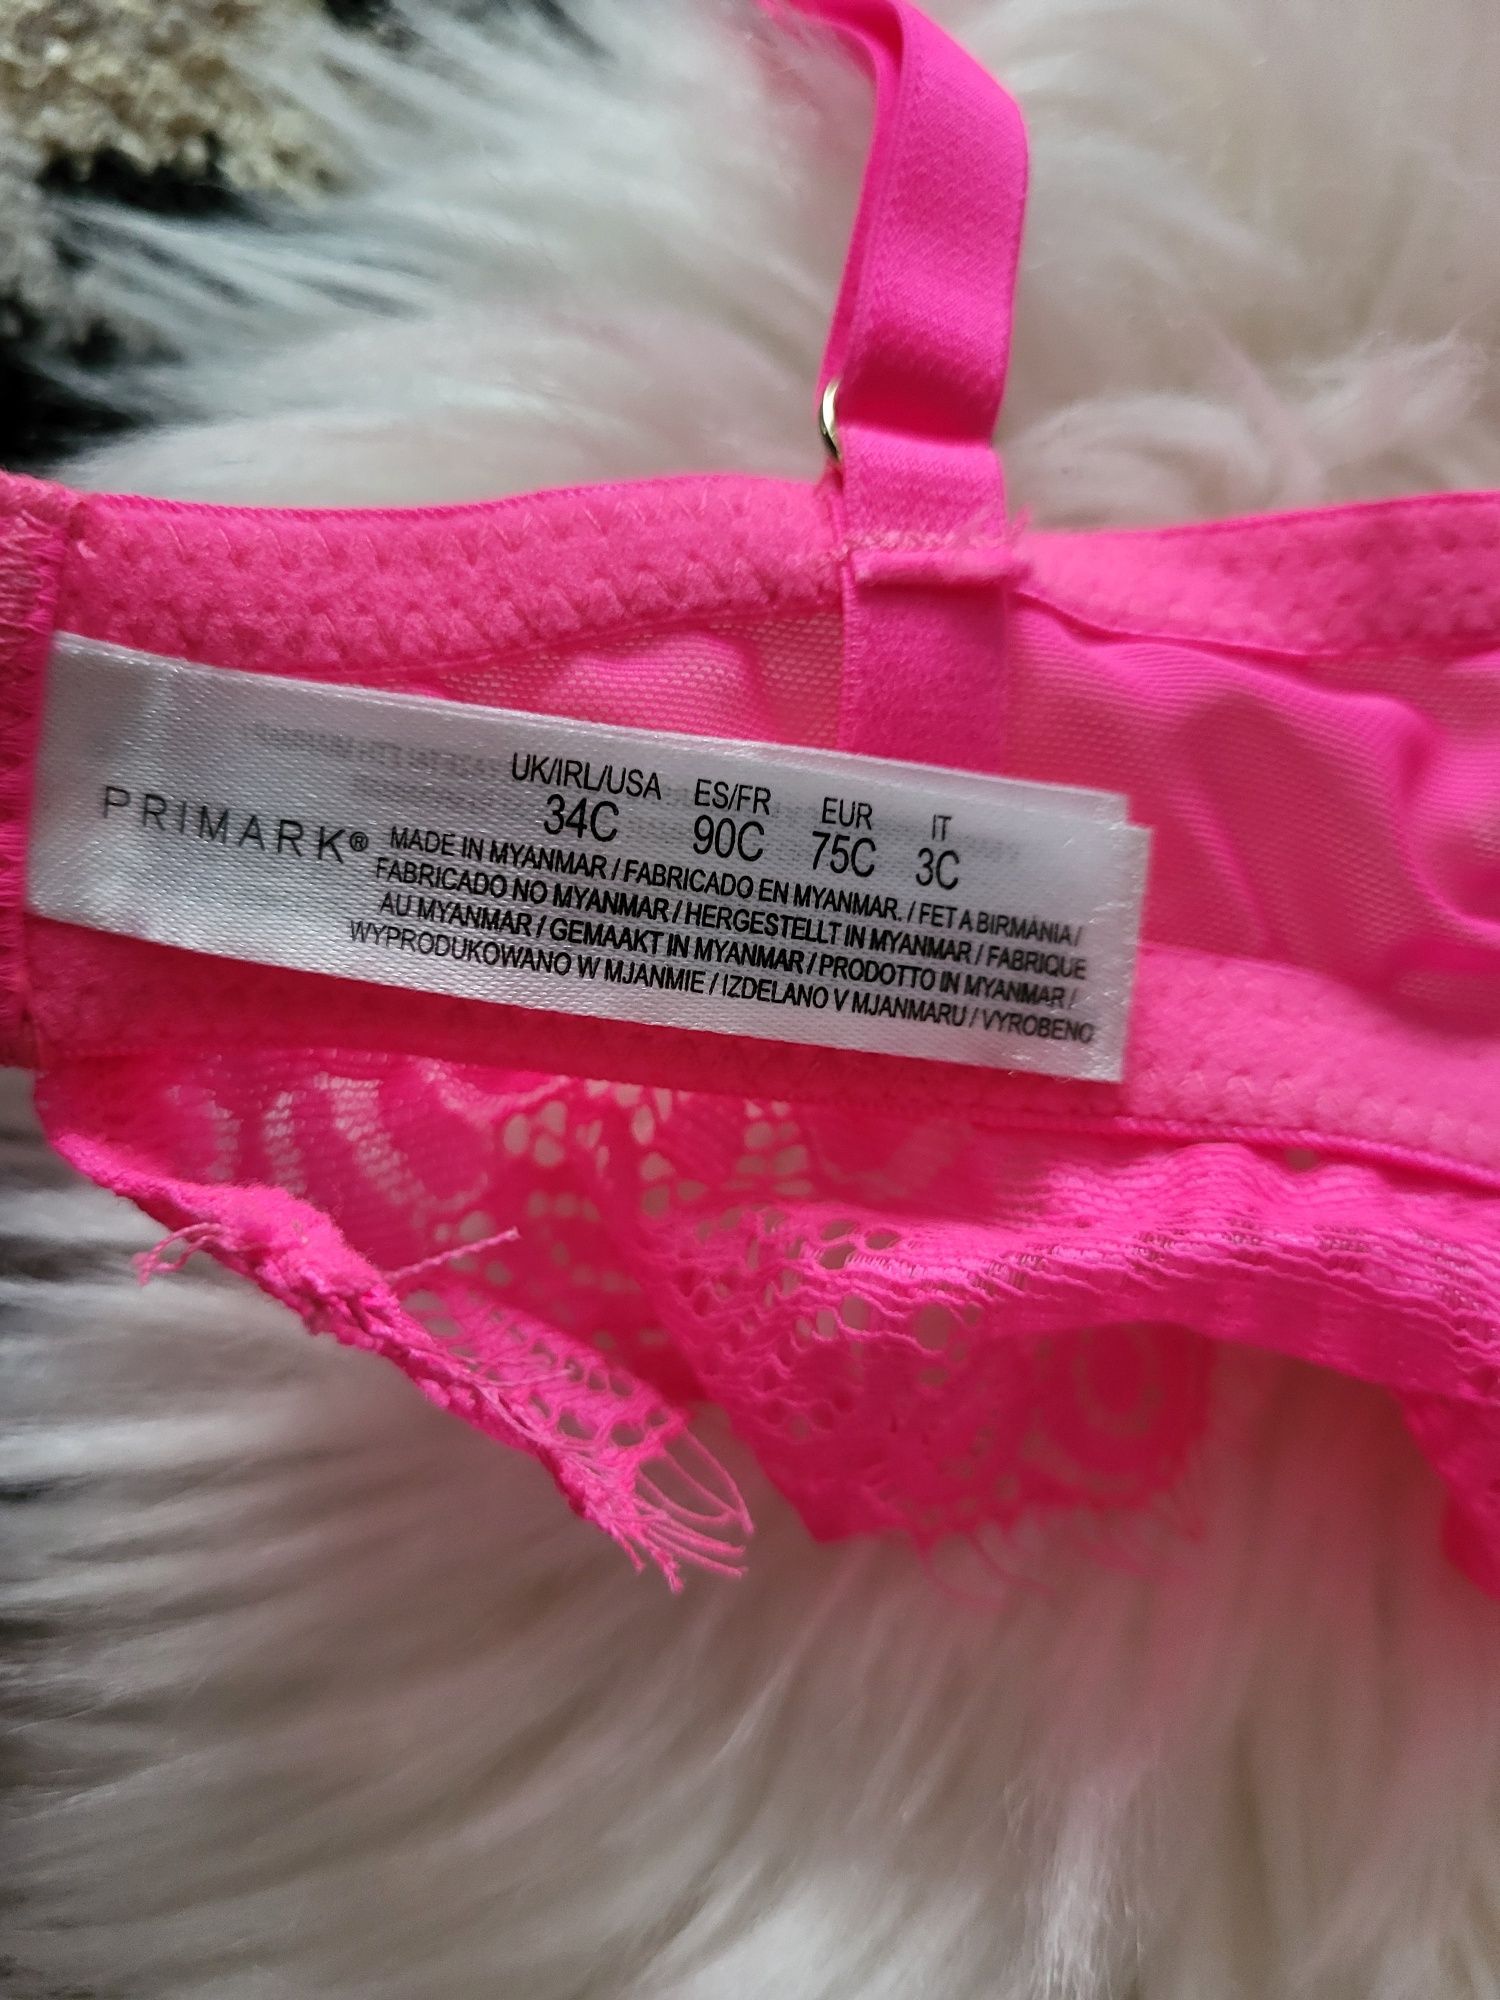 PRIMARK®
UK/IRL/USA ES/FR EUR IT
34C 90C 75C 3C
MADE IN MYANMAR / FABRICADO EN MYANMAR. / FET A BIRMÀNIA /
FABRICADO NO MYANMAR / HERGESTELLT IN MYANMAR / FABRIQUE
AU MYANMAR / GEMAAKT IN MYANMAR / PRODOTTO IN MYANMAR /
WYPRODUKOWANO W MJANMIE / IZDELANO V MJANMARU / VYROBENO